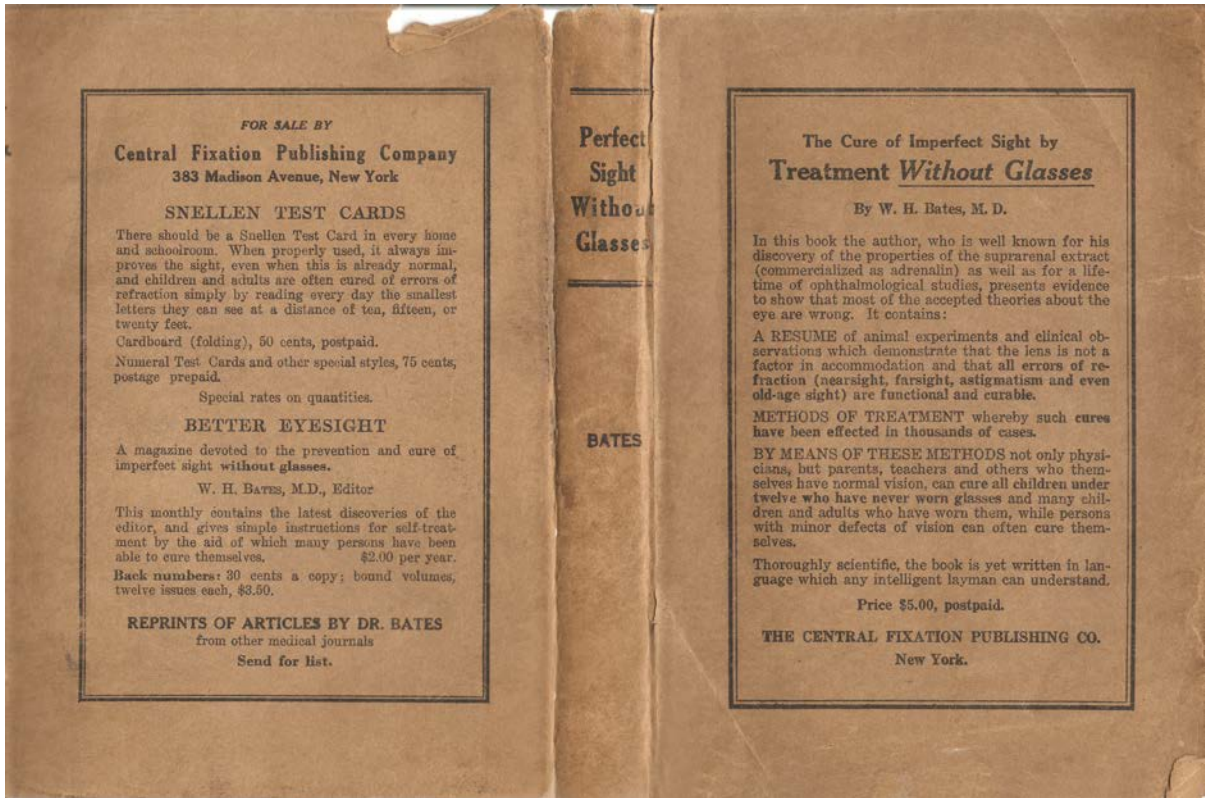 FOR SALE BY
Central Fixation Publishing Company
383 Madison Avenue, New York
SNELLEN TEST CARDS
There should be a Snellen Test Card in every home
and schoolroom. When properly used, it always im-
proves the sight, even when this is already normal,
and children and adults are often cured of errors of
refraction simply by reading every day the smallest
letters they can see at a distance of ten, fifteen, or
twenty feet.
Cardboard (folding), 50 cents, postpaid.
Numeral Test Cards and other special styles, 75 cents,
postage prepaid.
Special rates on quantities.
BETTER EYESIGHT
A magazine devoted to the prevention and cure of
imperfect sight without glasses.
W. H. BATES, M.D., Editor
This monthly contains the latest discoveries of the
editor, and gives simple instructions for self-treat-
ment by the aid of which many persons have been
able to cure themselves. $2.00 per year.
Back numbers: 30 cents a copy; bound volumes,
twelve issues each, $3.50.
REPRINTS OF ARTICLES BY DR. BATES
from other medical journals
Send for list.
Perfect
Sight
Without
Glasses
BATES
The Cure of Imperfect Sight by
Treatment Without Glasses
By W. H. Bates, M. D.
In this book the author, who is well known for his
discovery of the properties of the suprarenal extract
(commercialized as adrenalin) as well as for a life-
time of ophthalmological studies, presents evidence
to show that most of the accepted theories about the
eye are wrong. It contains:
A RESUME of animal experiments and clinical ob-
servations which demonstrate that the lens is not a
factor in accommodation and that all errors of re-
fraction (nearsight, farsight, astigmatism and even
old-age sight) are functional and curable.
METHODS OF TREATMENT whereby such cures
have been effected in thousands of cases.
BY MEANS OF THESE METHODS not only physi-
cians, but parents, teachers and others who them-
selves have normal vision, can cure all children under
twelve who have never worn glasses and many chil-
dren and adults who have worn them, while persons
with minor defects of vision can often cure them-
selves.
Thoroughly scientific, the book is yet written in lan-
guage which any intelligent layman can understand.
Price $5.00, postpaid.
THE CENTRAL FIXATION PUBLISHING CO.
New York.